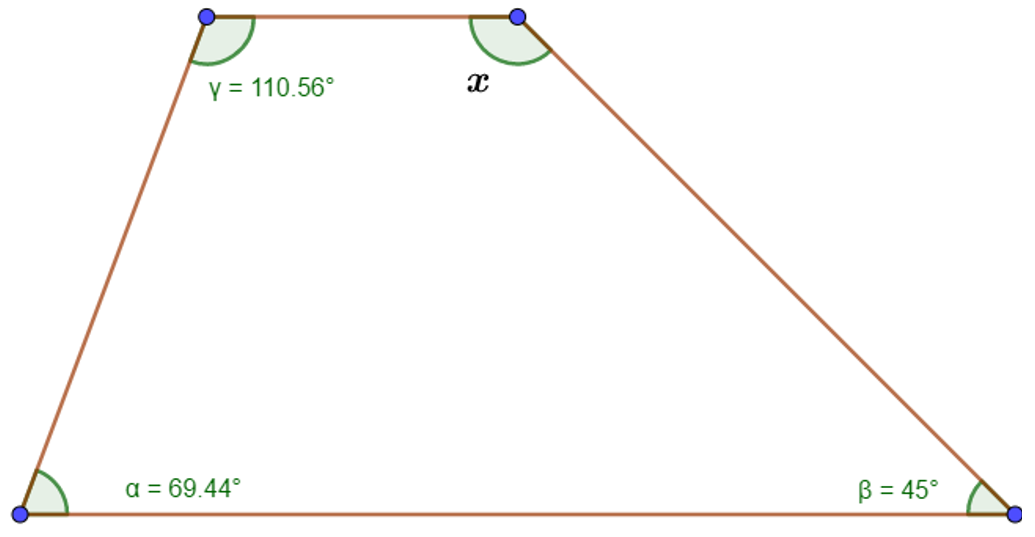 γ = 110.56°
x
α = 69.44°
β = 45°